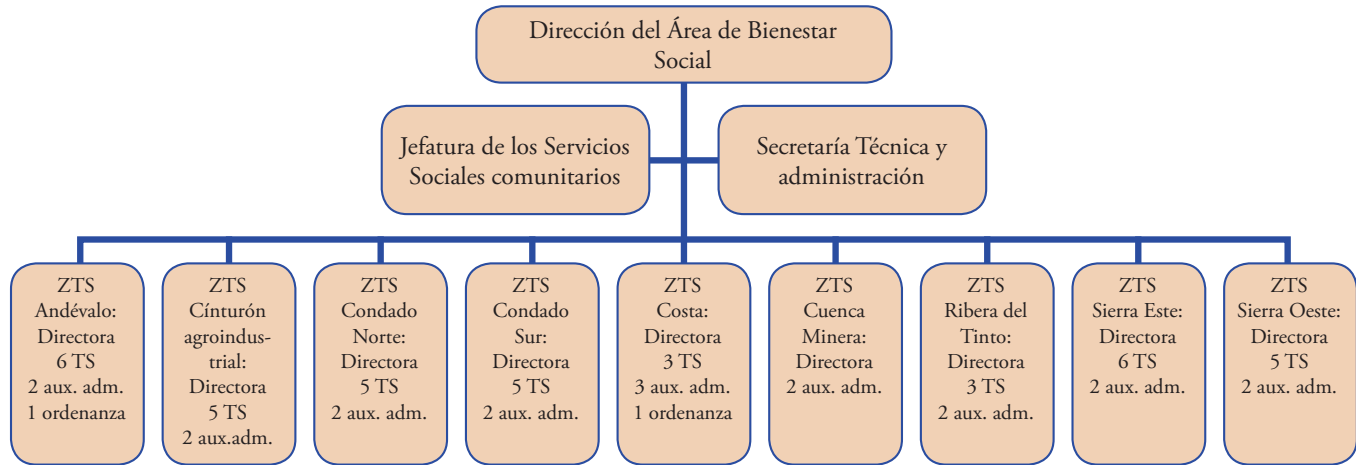 Dirección del Área de Bienestar
Social
Jefatura de los Servicios
Sociales comunitarios
Secretaría Técnica y
administración
ZTS
Andévalo:
Directora
6 TS
2 aux. adm.
1 ordenanza
ZTS
Cínturón
agroindus-
trial:
Directora
5 TS
2 aux.adm.
ZTS
Condado
Norte:
Directora
5 TS
2 aux. adm.
ZTS
Condado
Sur:
Directora
5 TS
2 aux. adm.
ZTS
Costa:
Directora
3 TS
3 aux. adm.
1 ordenanza
ZTS
Cuenca
Minera:
Directora
2 aux. adm.
ZTS
Ribera del
Tinto:
Directora
3 TS
2 aux. adm.
ZTS
Sierra Este:
Directora
6 TS
2 aux. adm.
ZTS
Sierra Oeste:
Directora
5 TS
2 aux. adm.